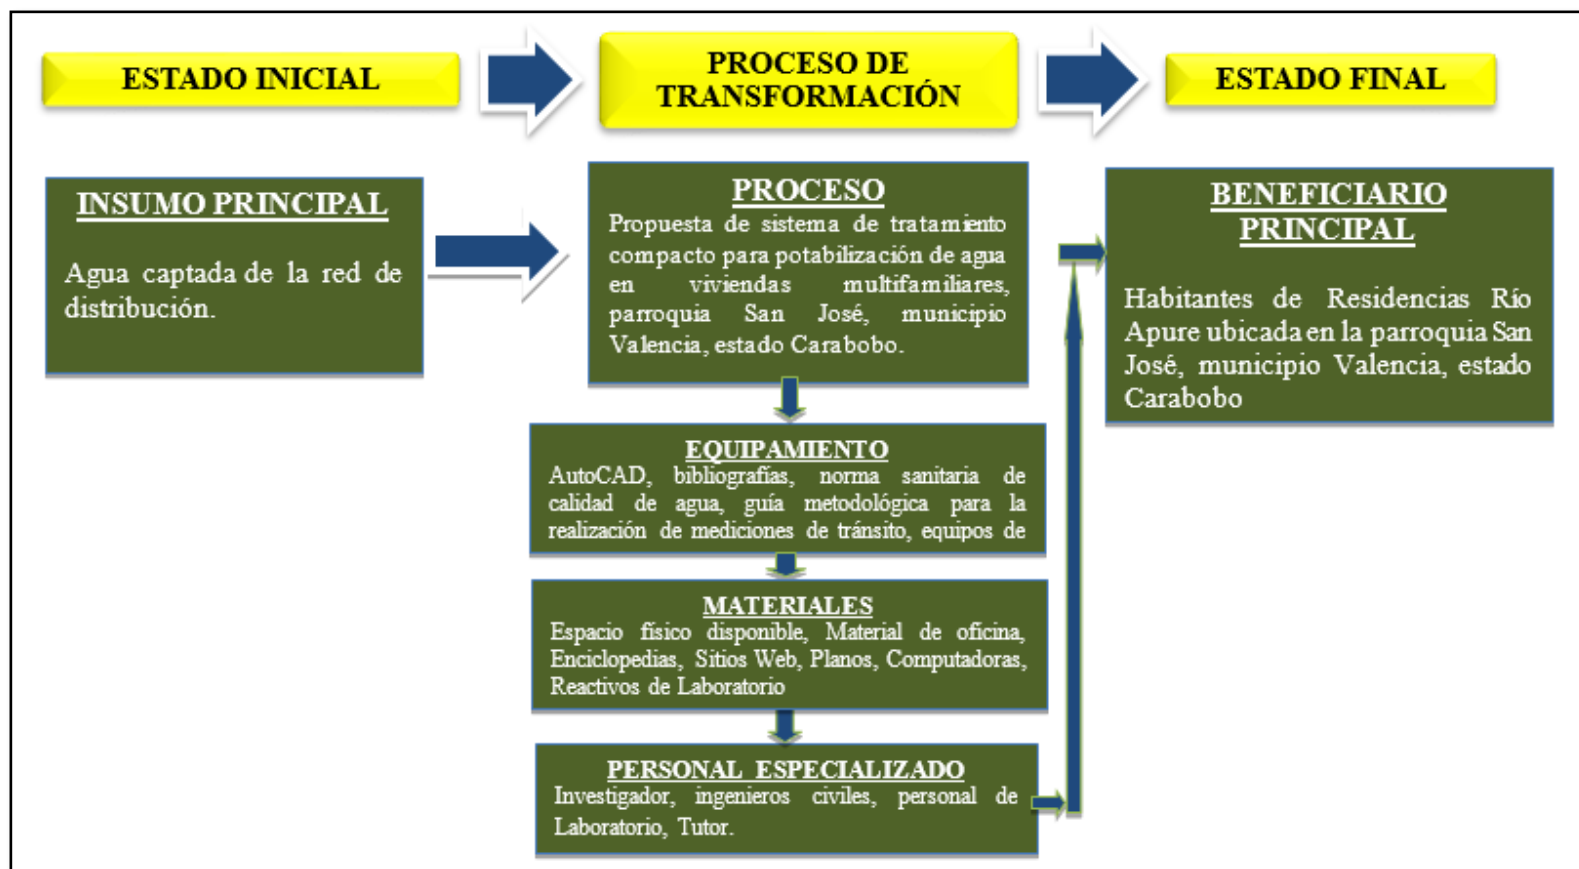 ESTADO INICIAL
PROCESO DE
TRANSFORMACIÓN
ESTADO FINAL
INSUMO PRINCIPAL
Agua captada de la red de
distribución.
PROCESO
Propuesta de sistema de tratamiento
compacto para potabilización de agua
en viviendas multifamiliares,
parroquia San José, municipio
Valencia, estado Carabobo.
EQUIPAMIENTO
AutoCAD, bibliografías, norma sanitaria de
calidad de agua, guía metodológica para la
realización de mediciones de tránsito, equipos de
MATERIALES
Espacio físico disponible, Material de oficina,
Enciclopedias, Sitios Web, Planos, Computadoras,
Reactivos de Laboratorio
PERSONAL ESPECIALIZADO
Investigador, ingenieros civiles, personal de
Laboratorio, Tutor.
BENEFICIARIO
PRINCIPAL
Habitantes de Residencias Río
Apure ubicada en la parroquia San
José, municipio Valencia, estado
Carabobo